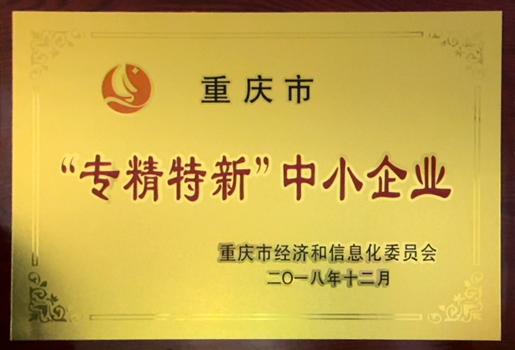 重庆市
“专精特新”中小企业
重庆市经济和信息化委员会
二〇一八年十二月